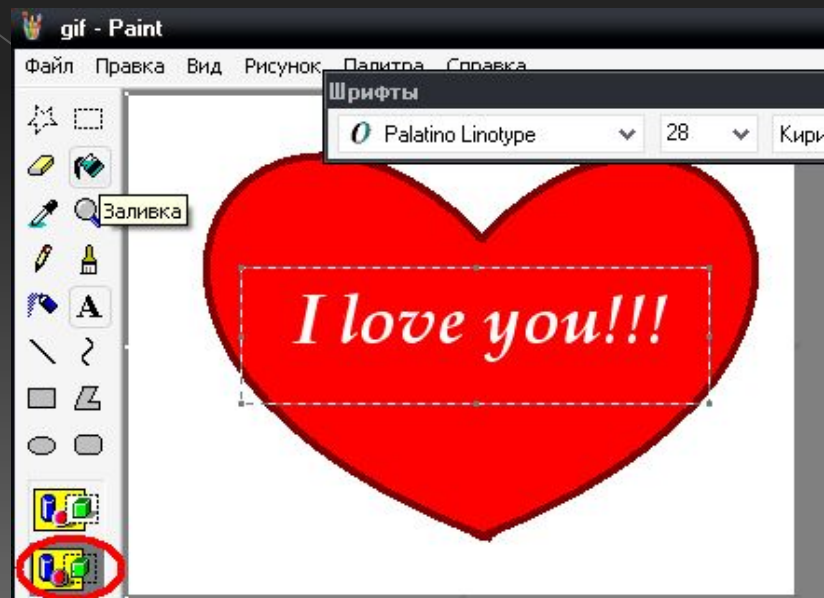 gif - Paint
Файл Правка Вид Рисунок Палитра Справка
Шрифты
Palatino Linotype 28 Кири
Заливка
A
I love you!!!